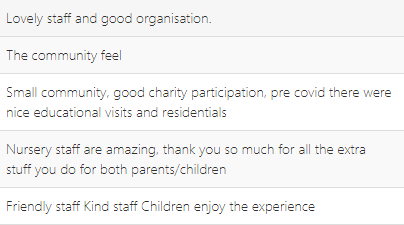 Lovely staff and good organisation.
The community feel
Small community, good charity participation, pre covid there were
nice educational visits and residentials
Nursery staff are amazing, thank you so much for all the extra
stuff you do for both parents/children
Friendly staff Kind staff Children enjoy the experience